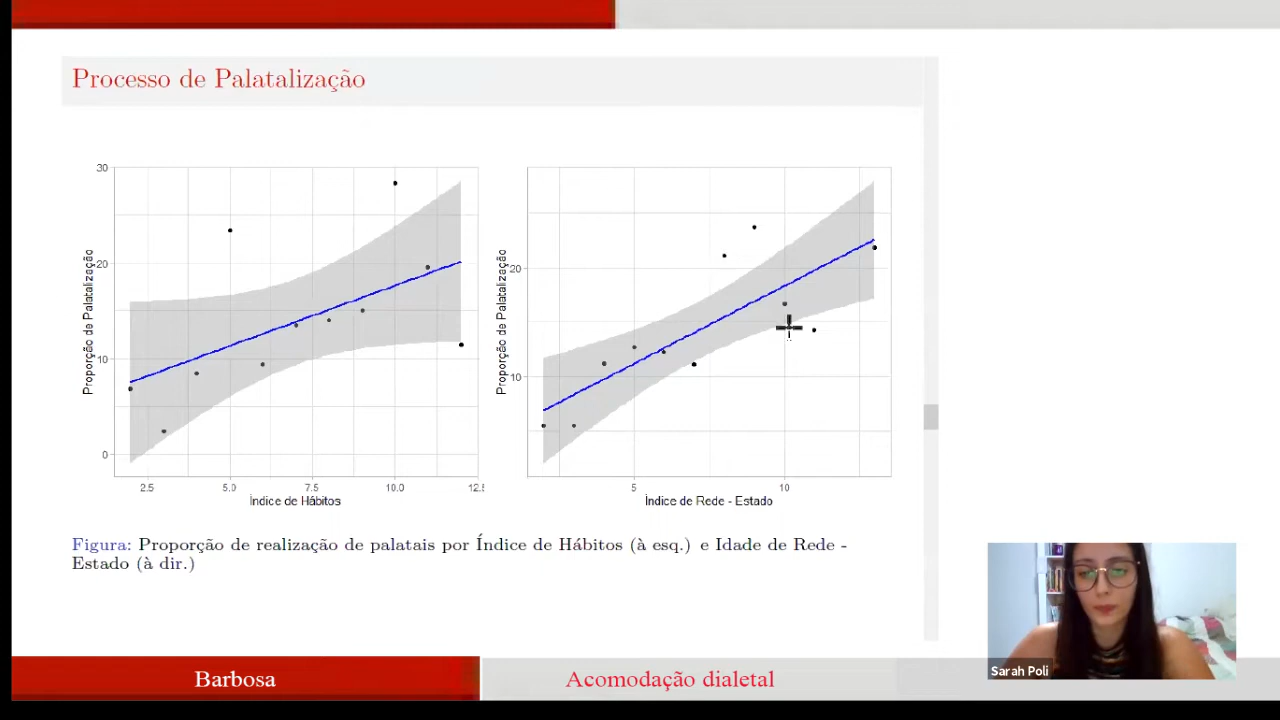 Processo de Palatalização
Proporção de Palatalização
30
20
10
0
2.5 5.0 7.5 10.0 12.5
Índice de Hábitos
Proporção de Palatalização
20
10
5 10
Índice de Rede - Estado
Figura: Proporção de realização de palatais por Índice de Hábitos (à esq.) e Idade de Rede -
Estado (à dir.)
Sarah Poli
Barbosa
Acomodação dialetal